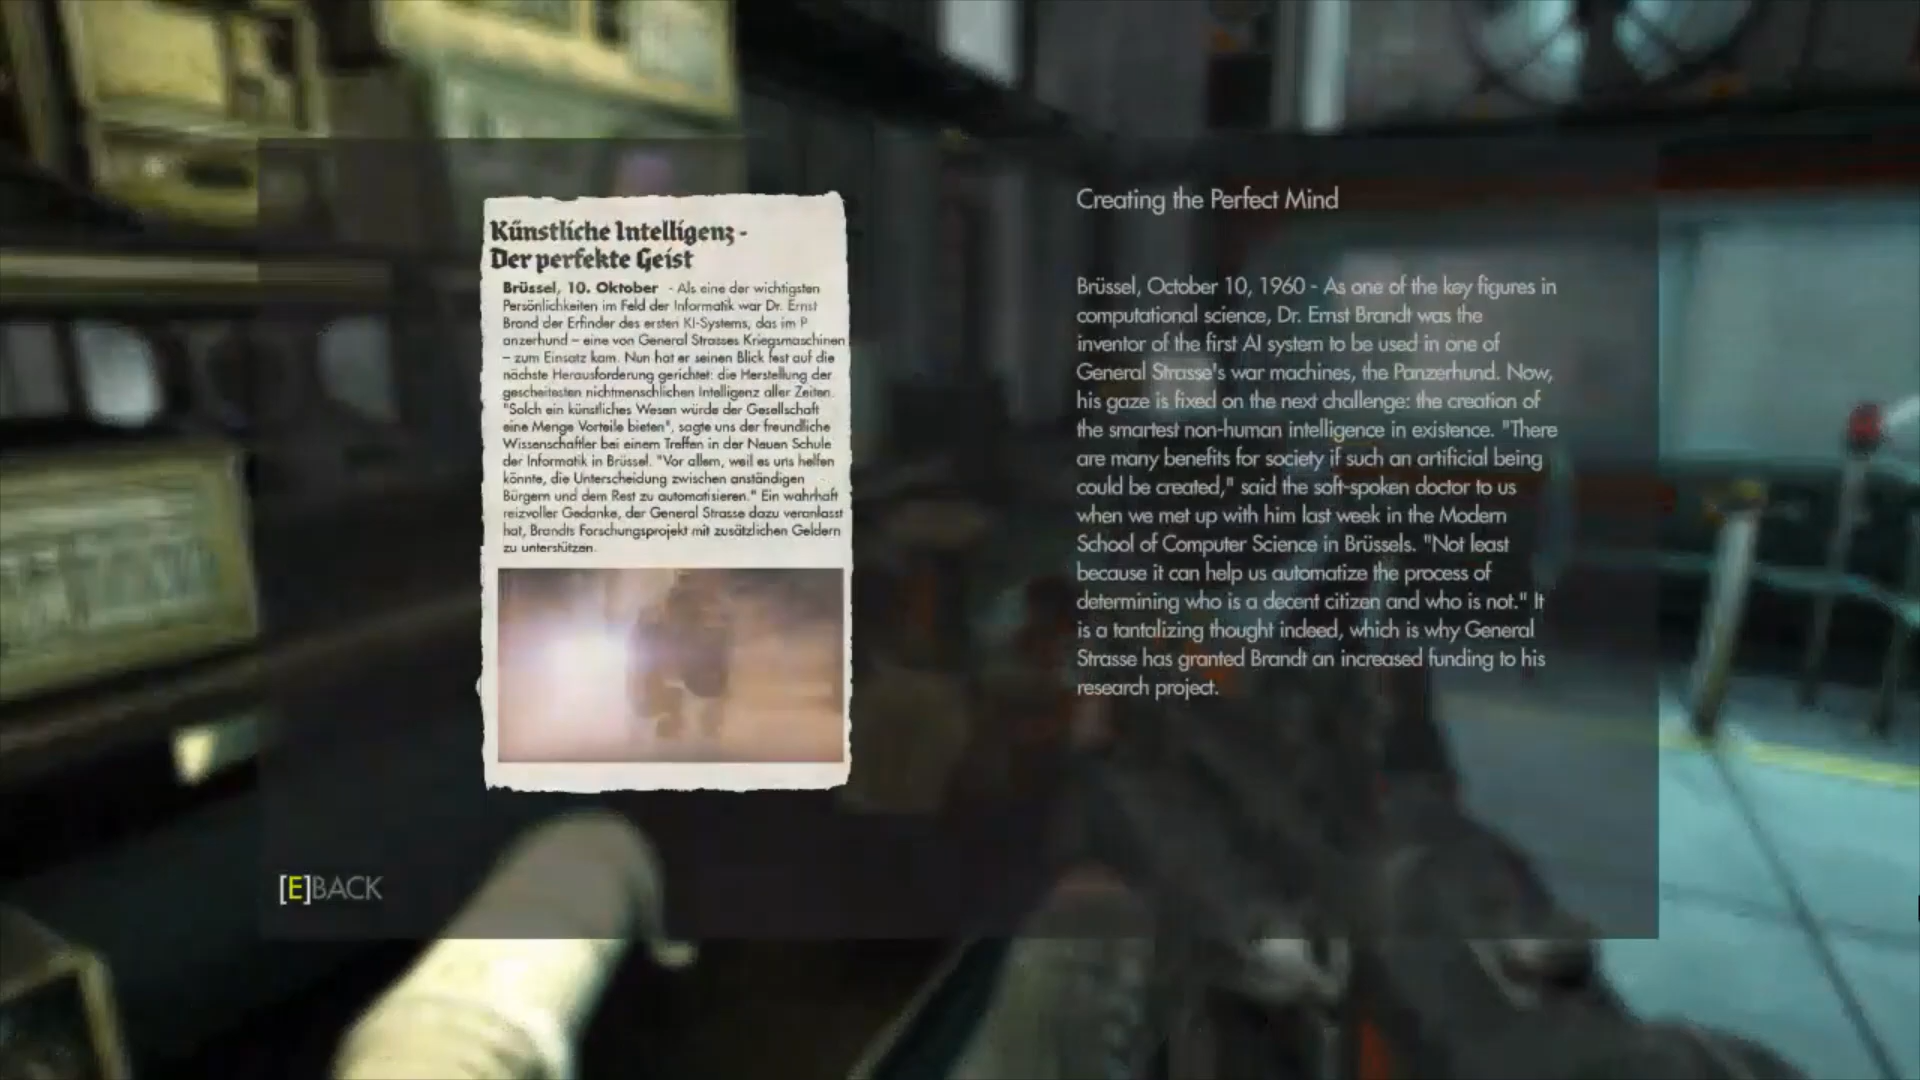 Künstliche Intelligenz -
Der perfekte Geist
Brüssel, 10. Oktober - Als eine der wichtigsten
Persönlichkeiten im Feld der Informatik war Dr. Ernst
Brand der Erfinder des ersten KI-Systems, das im P
anzerhund – eine von General Strasses Kriegsmaschinen
– zum Einsatz kam. Nun hat er seinen Blick fest auf die
nächste Herausforderung gerichtet: die Herstellung der
gescheitesten nichtmenschlichen Intelligenz aller Zeiten.
"Solch ein künstliches Wesen würde der Gesellschaft
eine Menge Vorteile bieten", sagte uns der freundliche
Wissenschaftler bei einem Treffen in der Neuen Schule
der Informatik in Brüssel. "Vor allem, weil es uns helfen
könnte, die Unterscheidung zwischen anständigen
Bürgern und dem Rest zu automatisieren." Ein wahrhaft
reizvoller Gedanke, der General Strasse dazu veranlasst
hat, Brandts Forschungsprojekt mit zusätzlichen Geldern
zu unterstützen.
Creating the Perfect Mind
Brüssel, October 10, 1960 - As one of the key figures in
computational science, Dr. Ernst Brandt was the
inventor of the first AI system to be used in one of
General Strasse's war machines, the Panzerhund. Now,
his gaze is fixed on the next challenge: the creation of
the smartest non-human intelligence in existence. "There
are many benefits for society if such an artificial being
could be created," said the soft-spoken doctor to us
when we met up with him last week in the Modern
School of Computer Science in Brüssels. "Not least
because it can help us automatize the process of
determining who is a decent citizen and who is not." It
is a tantalizing thought indeed, which is why General
Strasse has granted Brandt an increased funding to his
research project.
[E]BACK